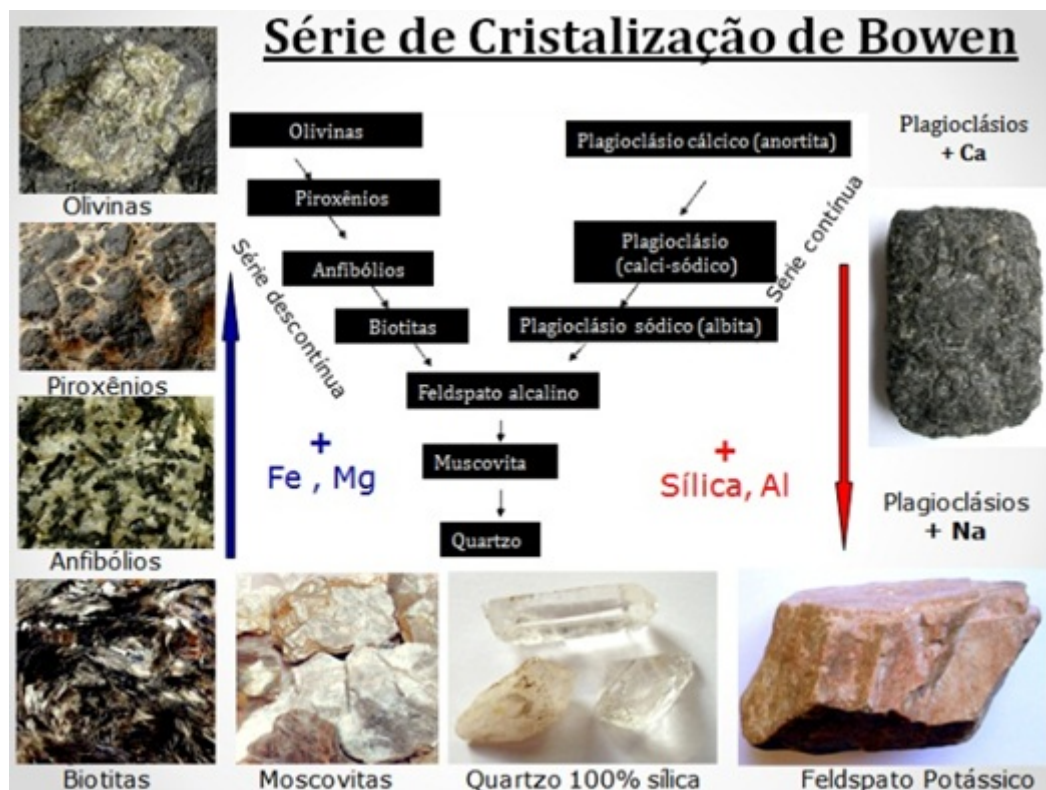 Série de Cristalização de Bowen
Olivinas
Plagioclásio cálcico (anortita)
Plagioclásios
+ Ca
Olivinas
Piroxênios
Série descontínua
Anfibólios
Plagioclásio
(calci-sódico)
Série contínua
Biotitas
Plagioclásio sódico (albita)
Piroxênios
Feldspato alcalino
+
Fe , Mg
Muscovita
+
Sílica, Al
Plagioclásios
+ Na
Quartzo
Anfibólios
Biotitas
Moscovitas
Quartzo 100% sílica
Feldspato Potássico